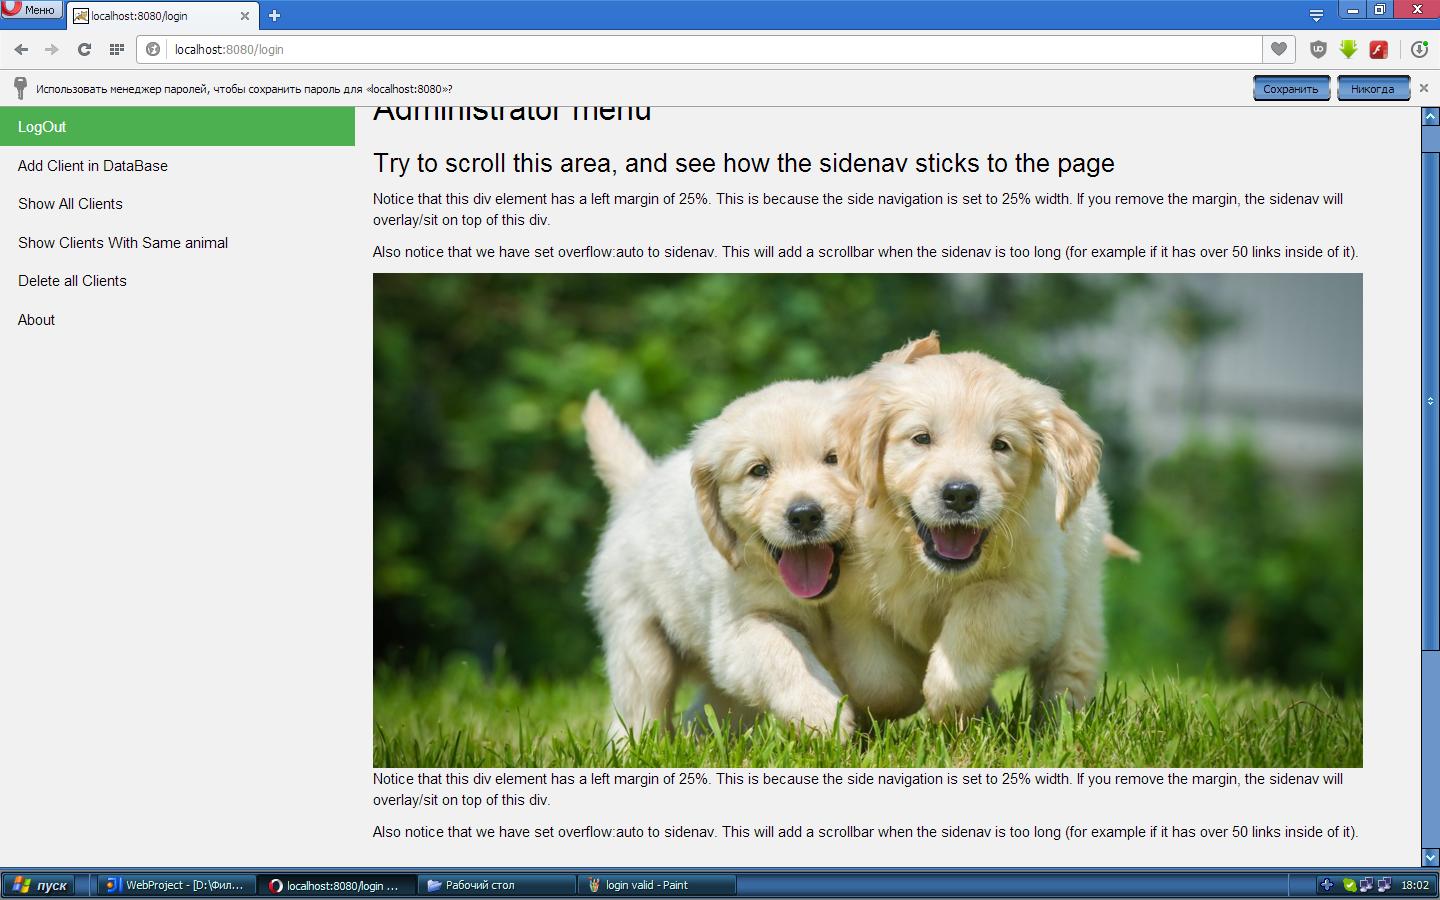 Меню
localhost:8080/login
localhost:8080/login
Использовать менеджер паролей, чтобы сохранить пароль для «localhost:8080»?
Сохранить
Никогда
LogOut
Add Client in DataBase
Show All Clients
Show Clients With Same animal
Delete all Clients
About
Administrator menu
Try to scroll this area, and see how the sidenav sticks to the page
Notice that this div element has a left margin of 25%. This is because the side navigation is set to 25% width. If you remove the margin, the sidenav will
overlay/sit on top of this div.
Also notice that we have set overflow:auto to sidenav. This will add a scrollbar when the sidenav is too long (for example if it has over 50 links inside of it).
Notice that this div element has a left margin of 25%. This is because the side navigation is set to 25% width. If you remove the margin, the sidenav will
overlay/sit on top of this div.
Also notice that we have set overflow:auto to sidenav. This will add a scrollbar when the sidenav is too long (for example if it has over 50 links inside of it).
пуск
WebProject - [D:\Фил...
localhost:8080/login ...
Рабочий стол
login valid - Paint
18:02